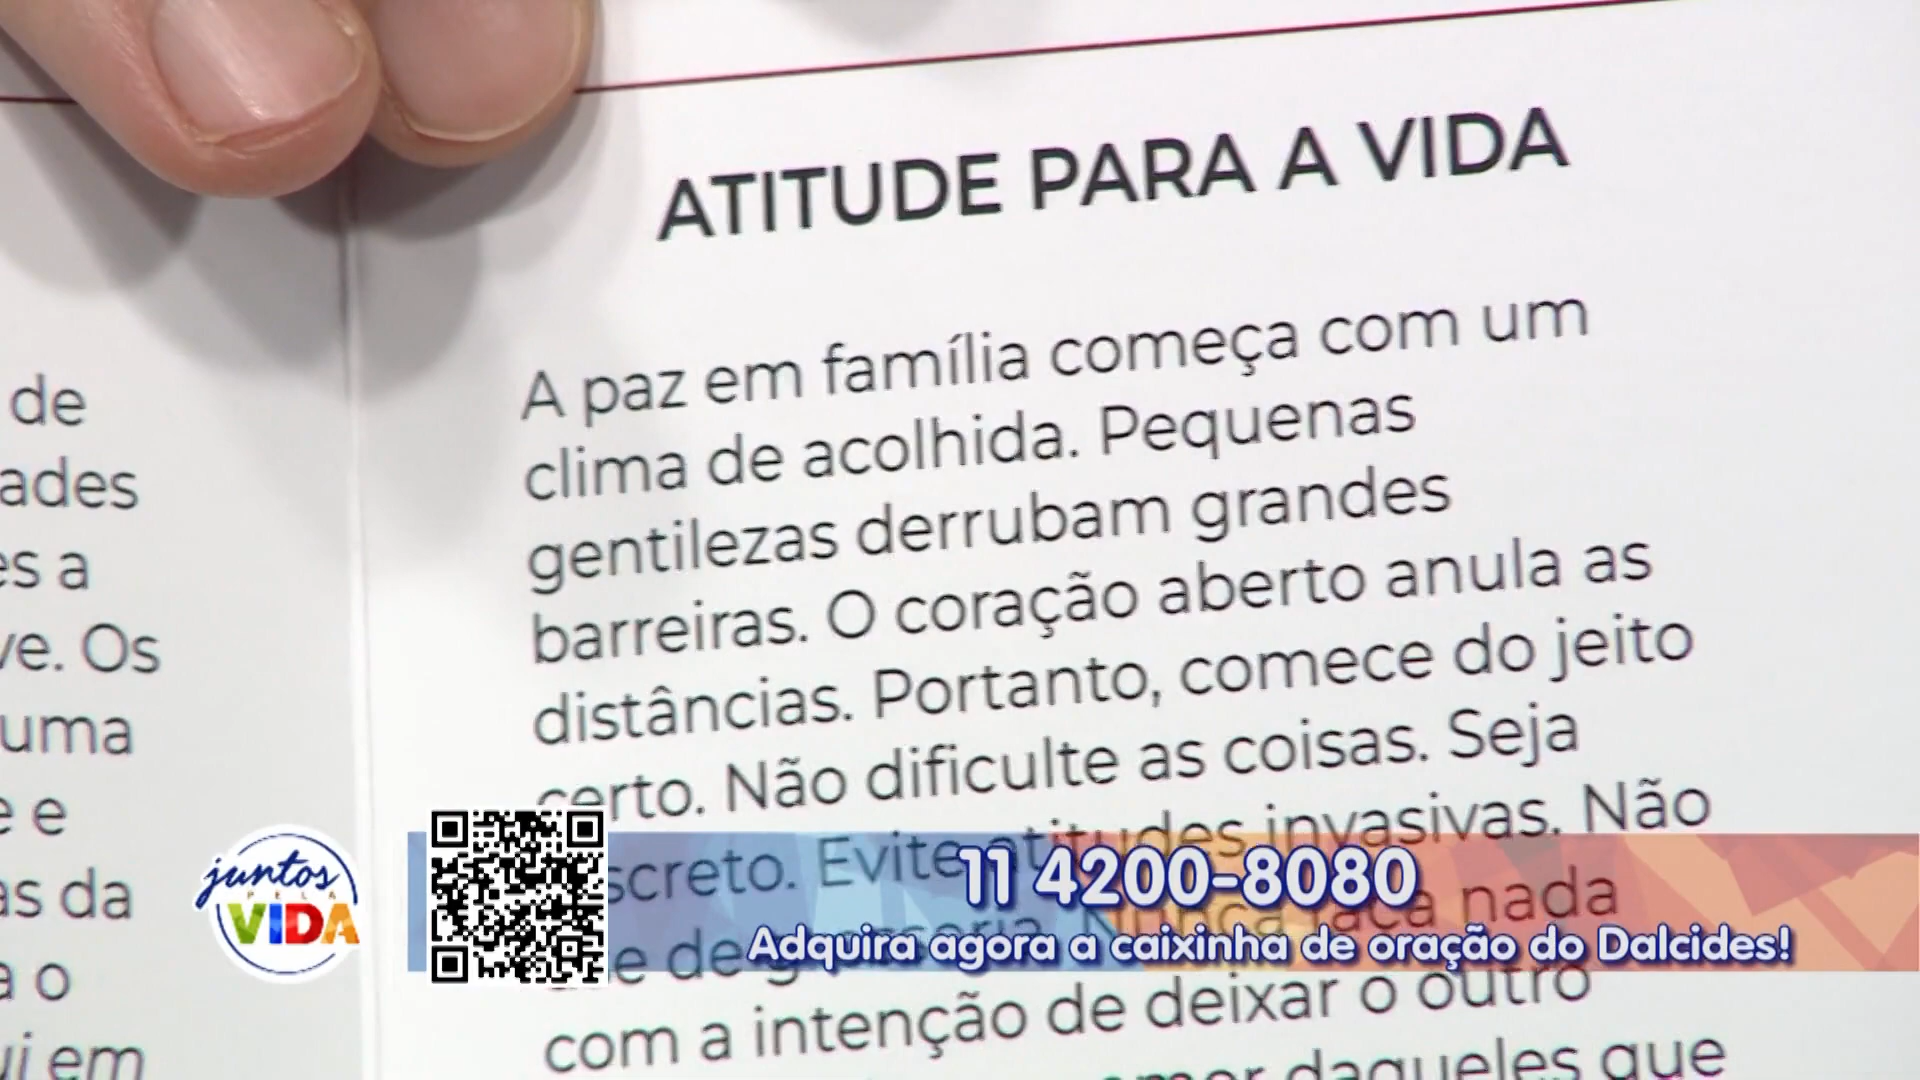 ATITUDE PARA A VIDA
A paz em família começa com um
clima de acolhida. Pequenas
gentilezas derrubam grandes
barreiras. O coração aberto anula as
distâncias. Portanto, comece do jeito
certo. Não dificulte as coisas. Seja
Evite atitudes invasivas. Não
de Nunca faça nada
com a intenção de deixar o outro
daqueles que
de
ades
es a
ve. Os
uma
e e
as da
a o
ui em
juntos
PELA
VIDA
11 4200-8080
Adquira agora a caixinha de oração do Dalcides!